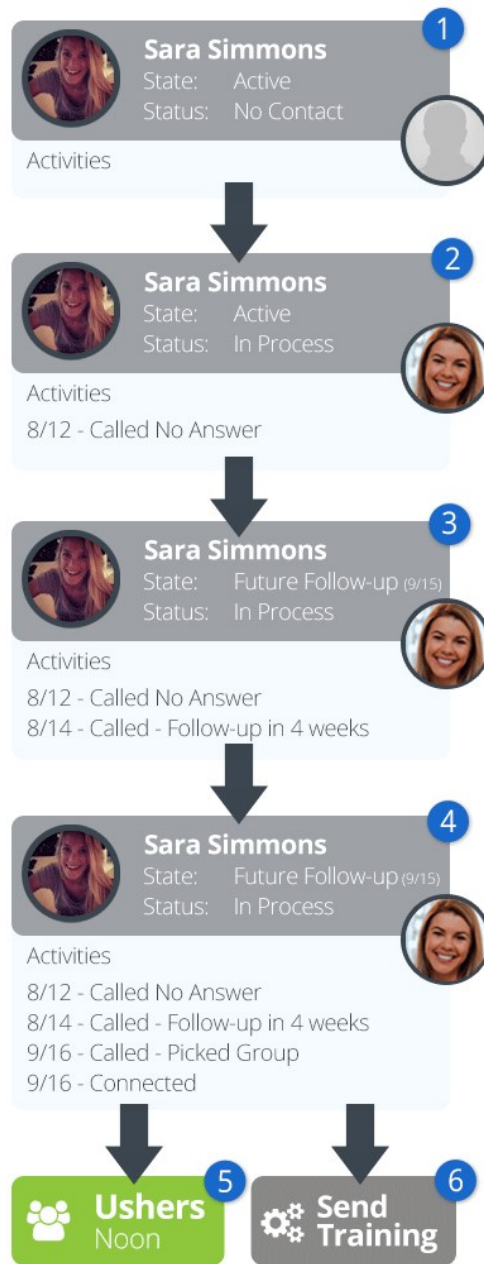 1
Sara Simmons
State: Active
Status: No Contact
Activities
2
Sara Simmons
State: Active
Status: In Process
Activities
8/12 - Called No Answer
3
Sara Simmons
State: Future Follow-up (9/15)
Status: In Process
Activities
8/12 - Called No Answer
8/14 - Called - Follow-up in 4 weeks
4
Sara Simmons
State: Future Follow-up (9/15)
Status: In Process
Activities
8/12 - Called No Answer
8/14 - Called - Follow-up in 4 weeks
9/16 - Called - Picked Group
9/16 - Connected
5
Ushers
Noon
6
Send
Training